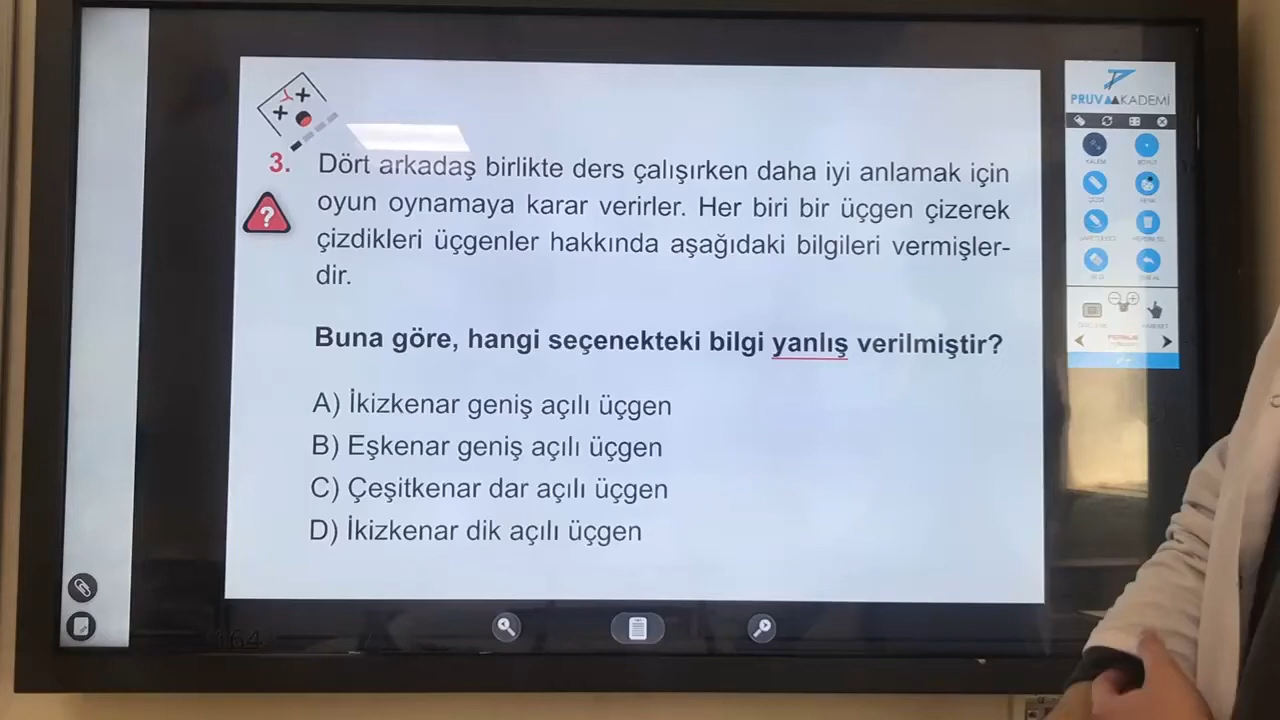 3. Dört arkadaş birlikte ders çalışırken daha iyi anlamak için
oyun oynamaya karar verirler. Her biri bir üçgen çizerek
çizdikleri üçgenler hakkında aşağıdaki bilgileri vermişler-
dir.
Buna göre, hangi seçenekteki bilgi yanlış verilmiştir?
A) İkizkenar geniş açılı üçgen
B) Eşkenar geniş açılı üçgen
C) Çeşitkenar dar açılı üçgen
D) İkizkenar dik açılı üçgen
PRUVA AKADEMİ
KALEM
164